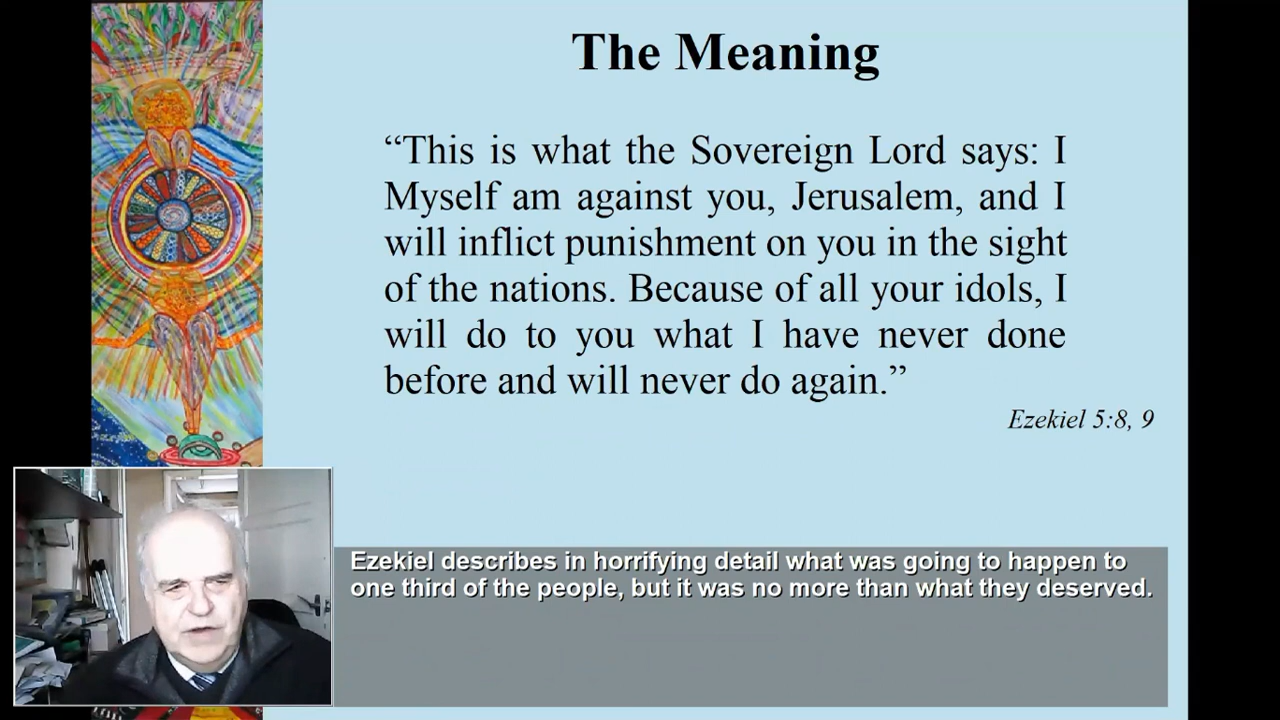 The Meaning
“This is what the Sovereign Lord says: I
Myself am against you, Jerusalem, and I
will inflict punishment on you in the sight
of the nations. Because of all your idols, I
will do to you what I have never done
before and will never do again.”
Ezekiel 5:8, 9
Ezekiel describes in horrifying detail what was going to happen to
one third of the people, but it was no more than what they deserved.